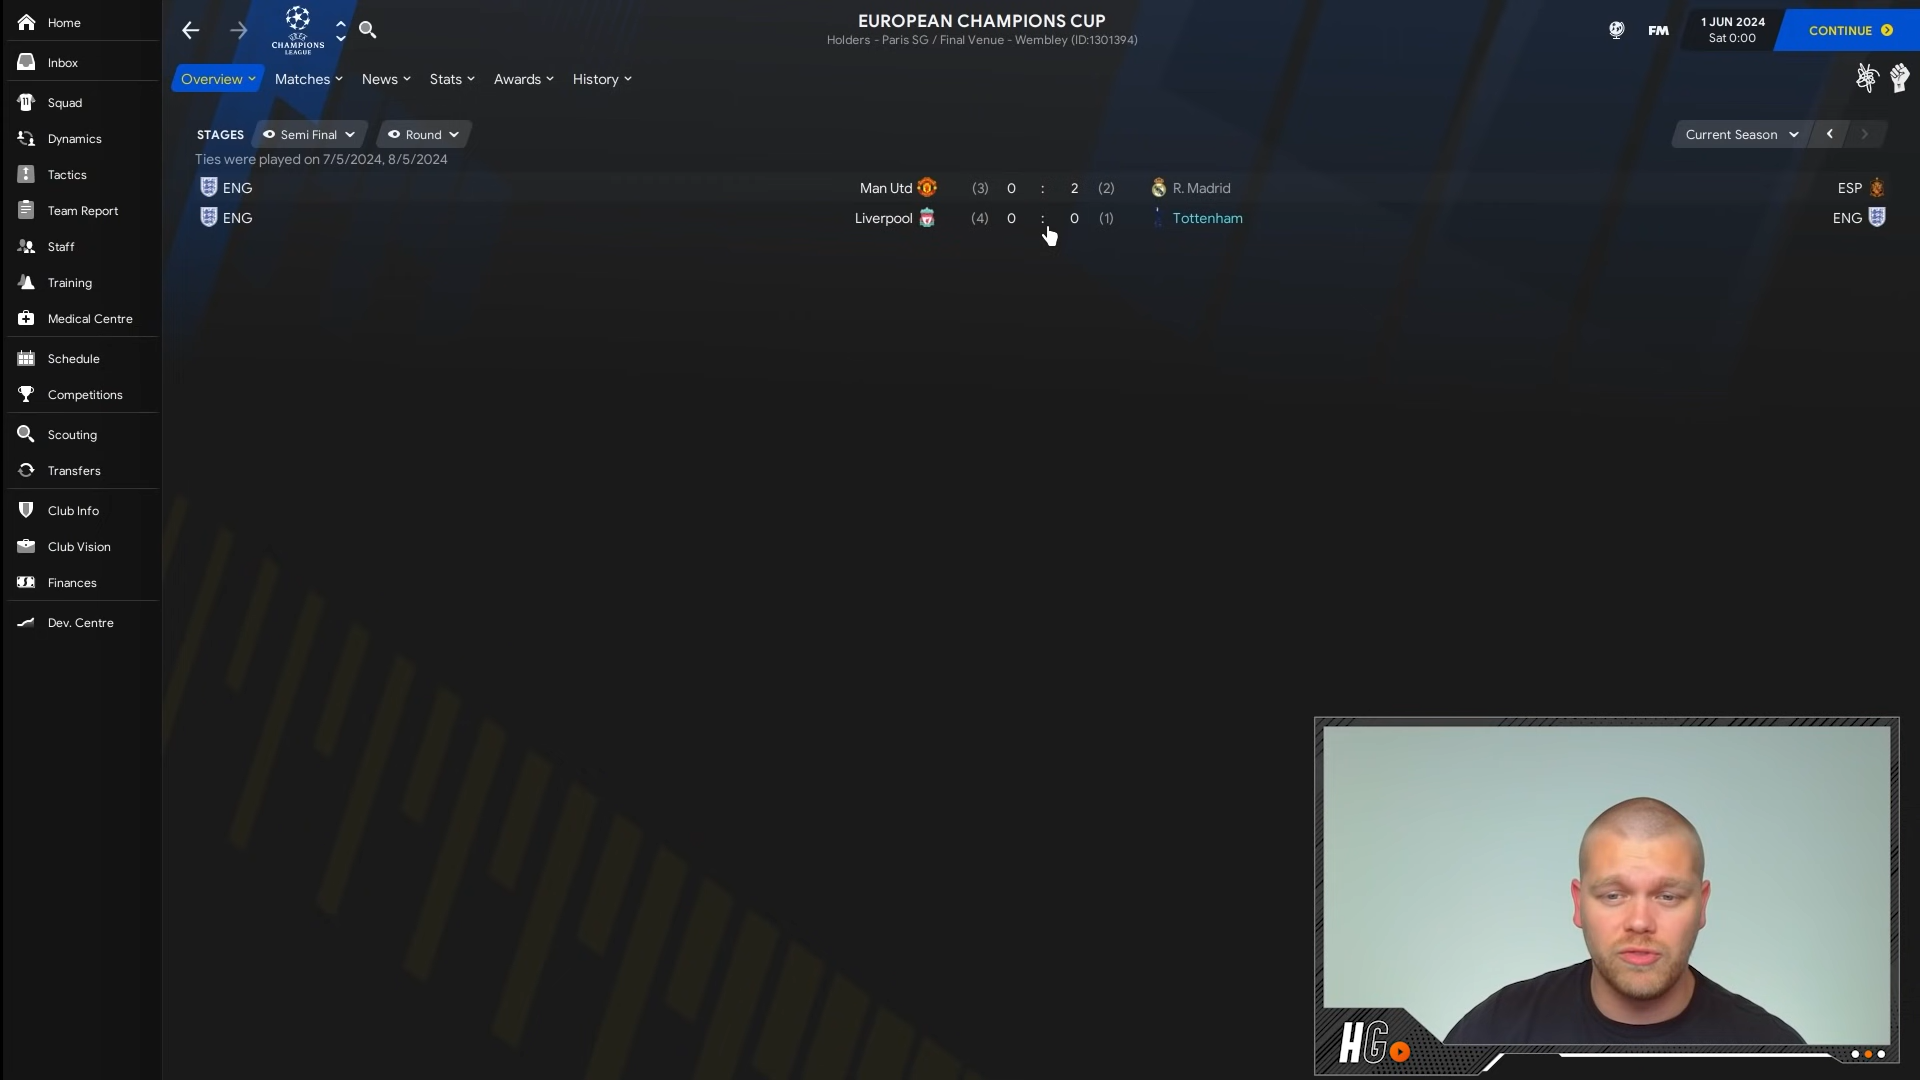 Home
Inbox
Squad
Dynamics
Tactics
Team Report
Staff
Training
Medical Centre
Schedule
Competitions
Scouting
Transfers
Club Info
Club Vision
Finances
Dev. Centre
CHAMPIONS LEAGUE
EUROPEAN CHAMPIONS CUP
Holders - Paris SG / Final Venue - Wembley (ID:1301394)
FM
1 JUN 2024
Sat 0:00
CONTINUE
Overview Matches News Stats Awards History
STAGES Semi Final Round Current Season
Ties were played on 7/5/2024, 8/5/2024
ENG Man Utd (3) 0 : 2 (2) R. Madrid ESP
ENG Liverpool (4) 0 : 0 (1) Tottenham ENG
HG